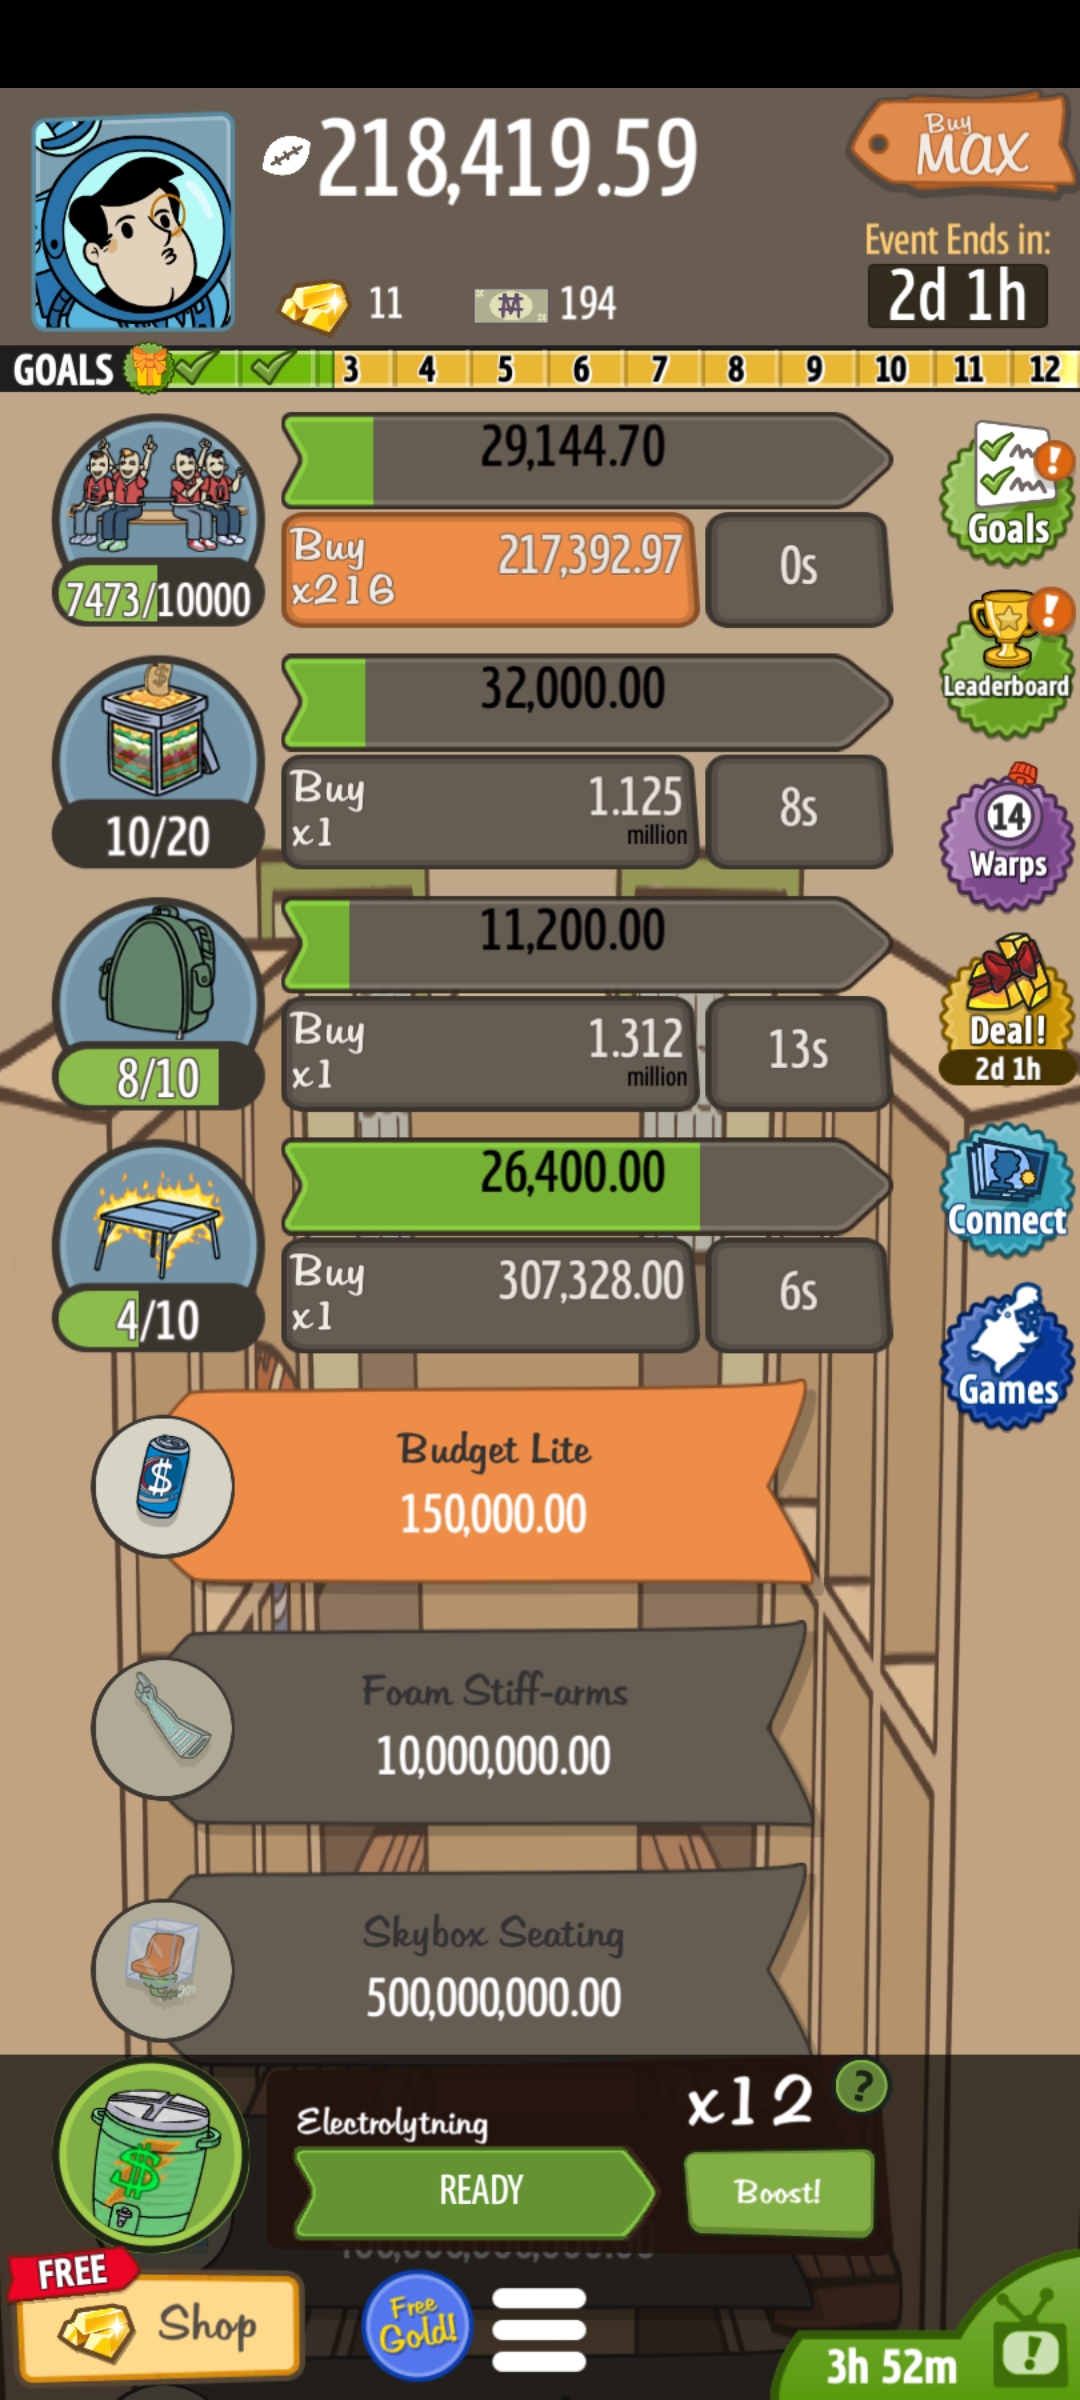 218,419.59
Buy
MAX
Event Ends in:
2d 1h
11
194
GOALS 3 4 5 6 7 8 9 10 11 12
29,144.70
Buy
x216
217,392.97
0s
7473/10000
Goals
32,000.00
Leaderboard
Buy
x1
1.125
million
8s
10/20
14
Warps
11,200.00
Buy
x1
1.312
million
13s
8/10
Deal!
2d 1h
26,400.00
Buy
x1
307,328.00
6s
4/10
Connect
Games
Budget Lite
150,000.00
Foam Stiff-arms
10,000,000.00
Skybox Seating
500,000,000.00
Electrolytning
x12
?
READY
Boost!
FREE
Shop
Free
Gold!
3h 52m